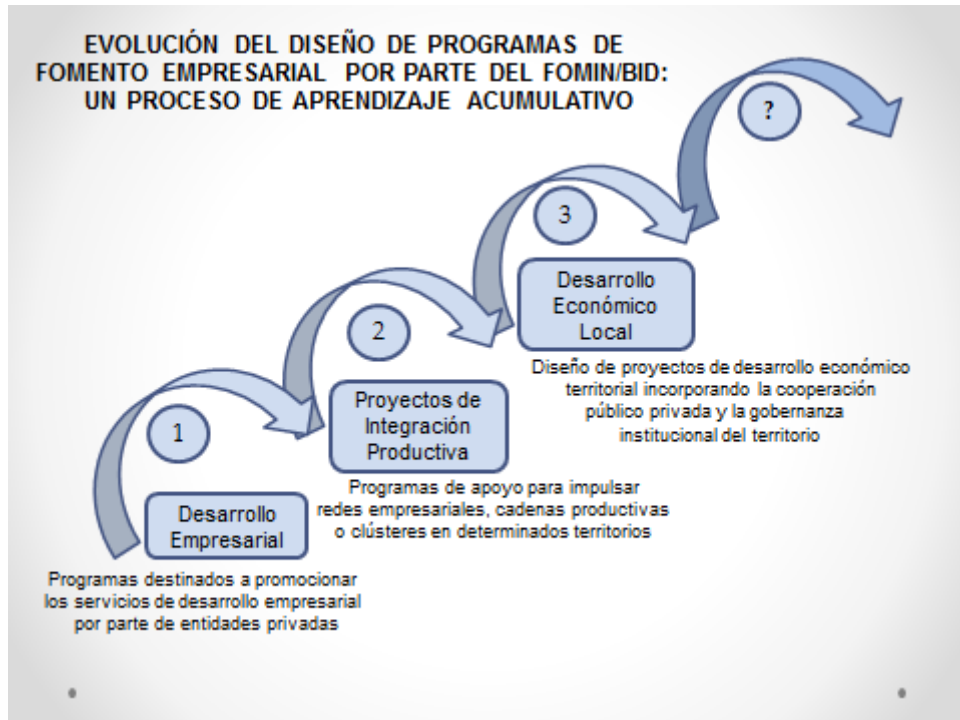 EVOLUCIÓN DEL DISEÑO DE PROGRAMAS DE
FOMENTO EMPRESARIAL POR PARTE DEL FOMIN/BID:
UN PROCESO DE APRENDIZAJE ACUMULATIVO
1
Desarrollo
Empresarial
Programas destinados a promocionar
los servicios de desarrollo empresarial
por parte de entidades privadas
2
Proyectos de
Integración
Productiva
Programas de apoyo para impulsar
redes empresariales, cadenas productivas
o clústeres en determinados territorios
3
Desarrollo
Económico
Local
Diseño de proyectos de desarrollo económico
territorial incorporando la cooperación
público privada y la gobernanza
institucional del territorio
?